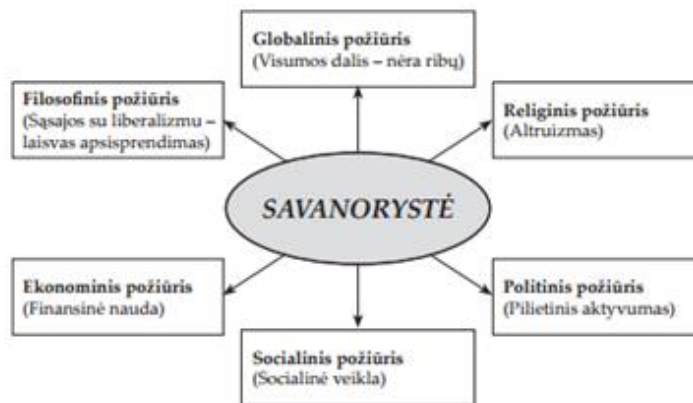 Globalinis požiūris
(Visumos dalis – nėra ribų)
Filosofinis požiūris
(Sąsajos su liberalizmu –
laisvas apsisprendimas)
Religinis požiūris
(Altruizmas)
SAVANORYSTĖ
Ekonominis požiūris
(Finansinė nauda)
Politinis požiūris
(Pilietinis aktyvumas)
Socialinis požiūris
(Socialinė veikla)